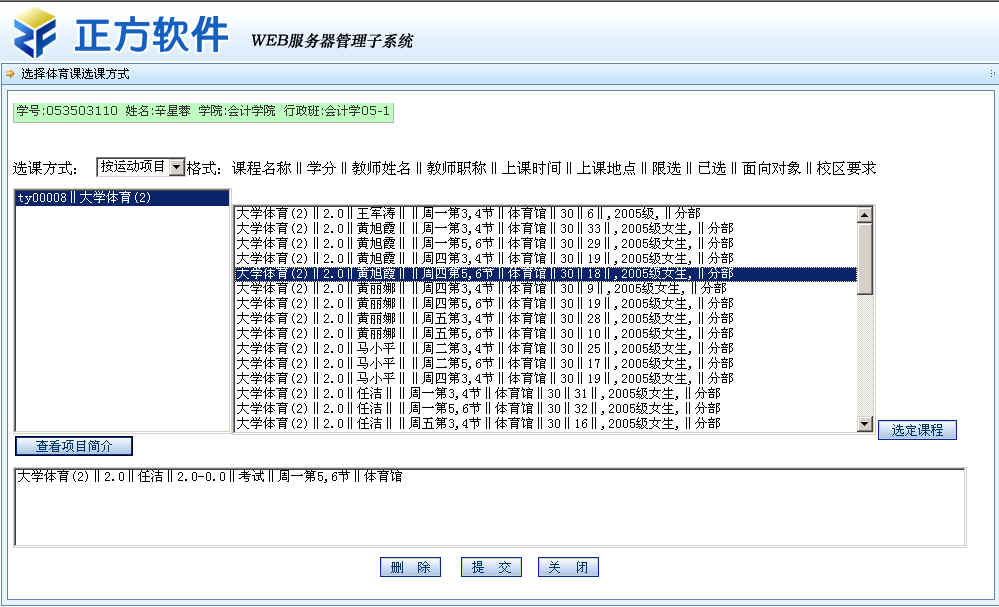 正方软件 WEB服务器管理子系统
选择体育课选课方式
学号:053503110 姓名:辛星蓉 学院:会计学院 行政班:会计学05-1
选课方式: 按运动项目 格式: 课程名称‖学分‖教师姓名‖教师职称‖上课时间‖上课地点‖限选‖已选‖面向对象‖校区要求
ty00008‖大学体育(2)
大学体育(2)‖2.0‖王军涛‖‖周一第3,4节‖体育馆‖30‖6‖,2005级,‖分部
大学体育(2)‖2.0‖黄旭霞‖‖周一第3,4节‖体育馆‖30‖33‖,2005级女生,‖分部
大学体育(2)‖2.0‖黄旭霞‖‖周一第5,6节‖体育馆‖30‖29‖,2005级女生,‖分部
大学体育(2)‖2.0‖黄旭霞‖‖周四第3,4节‖体育馆‖30‖19‖,2005级女生,‖分部
大学体育(2)‖2.0‖黄旭霞‖‖周四第5,6节‖体育馆‖30‖18‖,2005级女生,‖分部
大学体育(2)‖2.0‖黄丽娜‖‖周四第3,4节‖体育馆‖30‖9‖,2005级女生,‖分部
大学体育(2)‖2.0‖黄丽娜‖‖周四第5,6节‖体育馆‖30‖19‖,2005级女生,‖分部
大学体育(2)‖2.0‖黄丽娜‖‖周五第3,4节‖体育馆‖30‖28‖,2005级女生,‖分部
大学体育(2)‖2.0‖黄丽娜‖‖周五第5,6节‖体育馆‖30‖10‖,2005级女生,‖分部
大学体育(2)‖2.0‖马小平‖‖周二第3,4节‖体育馆‖30‖25‖,2005级女生,‖分部
大学体育(2)‖2.0‖马小平‖‖周二第5,6节‖体育馆‖30‖17‖,2005级女生,‖分部
大学体育(2)‖2.0‖马小平‖‖周四第3,4节‖体育馆‖30‖19‖,2005级女生,‖分部
大学体育(2)‖2.0‖任洁‖‖周一第3,4节‖体育馆‖30‖31‖,2005级女生,‖分部
大学体育(2)‖2.0‖任洁‖‖周一第5,6节‖体育馆‖30‖32‖,2005级女生,‖分部
大学体育(2)‖2.0‖任洁‖‖周五第3,4节‖体育馆‖30‖16‖,2005级女生,‖分部
选定课程
查看项目简介
大学体育(2)‖2.0‖任洁‖2.0-0.0‖考试‖周一第5,6节‖体育馆
删 除 提 交 关 闭